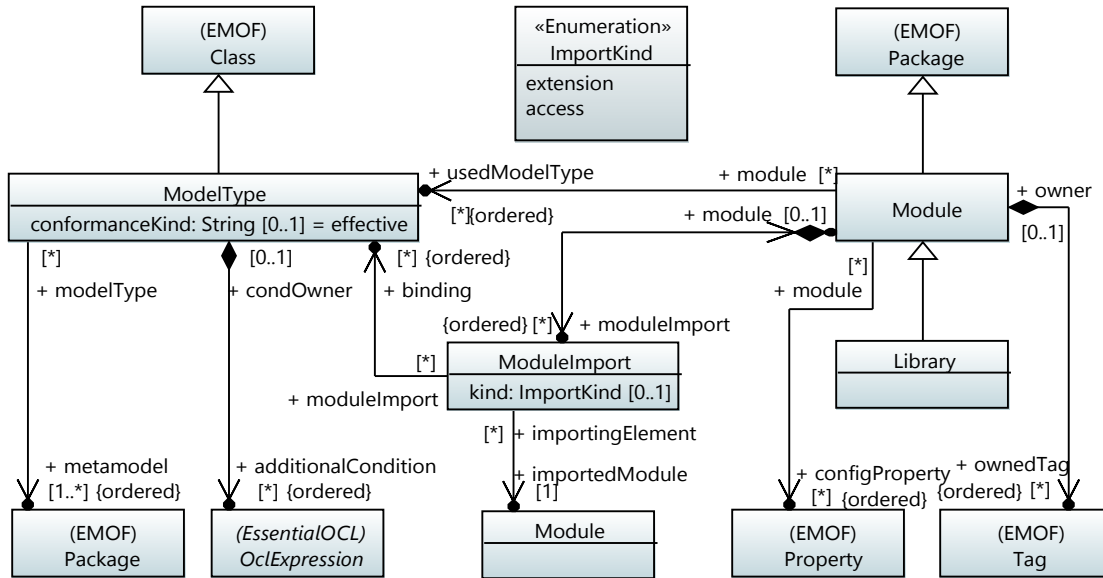 (EMOF)
Class
«Enumeration»
ImportKind
extension
access
(EMOF)
Package
+ usedModelType
+ module [*]
+ owner
ModelType
Module
[*]{ordered}
+ module [0..1]
conformanceKind: String [0..1] = effective
[0..1]
[*]
[0..1]
[*] {ordered}
[*]
+ modelType
+ condOwner
+ binding
+ module
{ordered} [*] + moduleImport
ModuleImport
Library
[*]
kind: ImportKind [0..1]
+ moduleImport
[*] + importingElement
+ metamodel
+ additionalCondition
+ importedModule
+ configProperty
+ ownedTag
[1..*] {ordered}
[*] {ordered}
[1]
[*] {ordered}
{ordered} [*]
(EMOF)
Package
(EssentialOCL)
OclExpression
Module
(EMOF)
Property
(EMOF)
Tag